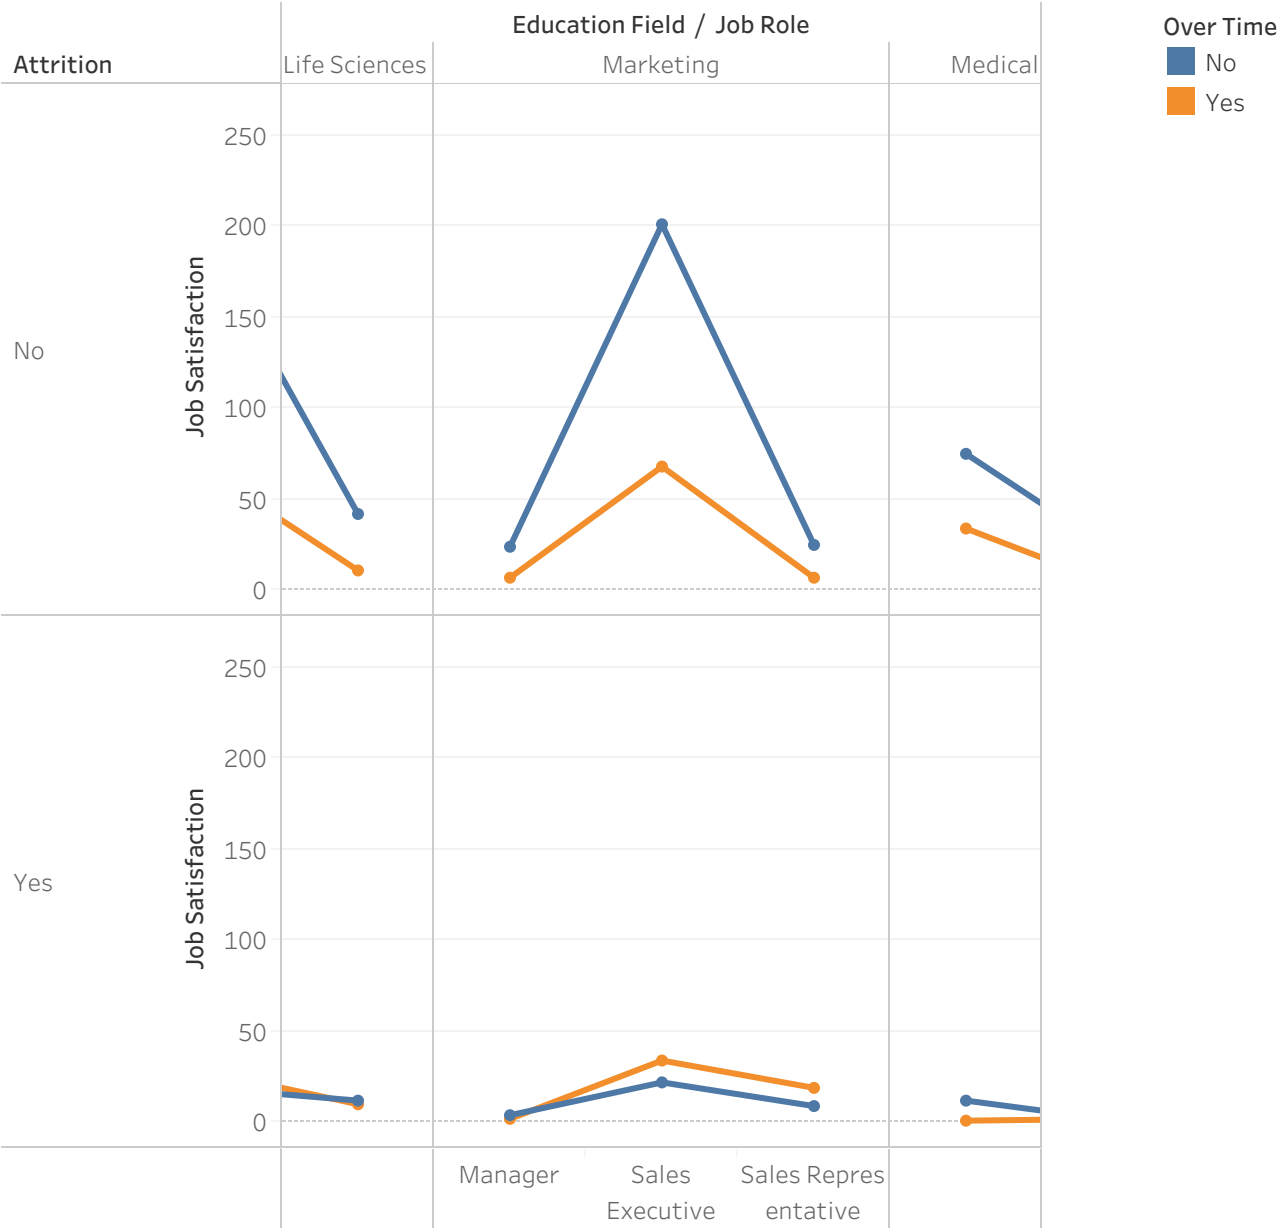 Education Field / Job Role
Over Time
No
Yes
Attrition
Life Sciences
Marketing
Medical
No
Job Satisfaction
250
200
150
100
50
0
Yes
Job Satisfaction
250
200
150
100
50
0
Manager
Sales
Executive
Sales Repres
entative